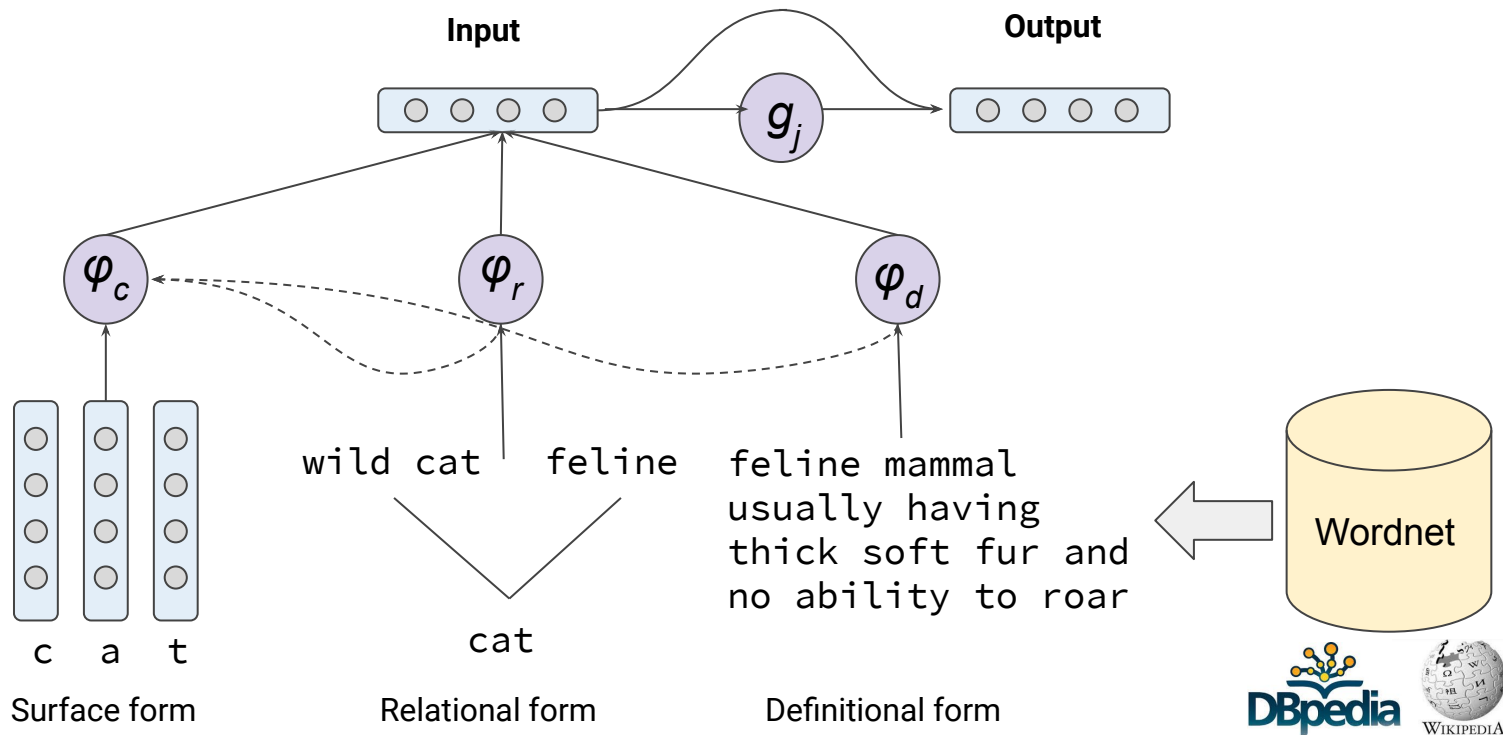 Input
Output
g_j
φ_c
φ_r
φ_d
wild cat feline
feline mammal
usually having
thick soft fur and
no ability to roar
Wordnet
c a t
cat
Surface form
Relational form
Definitional form
DBpedia
WIKIPEDIA